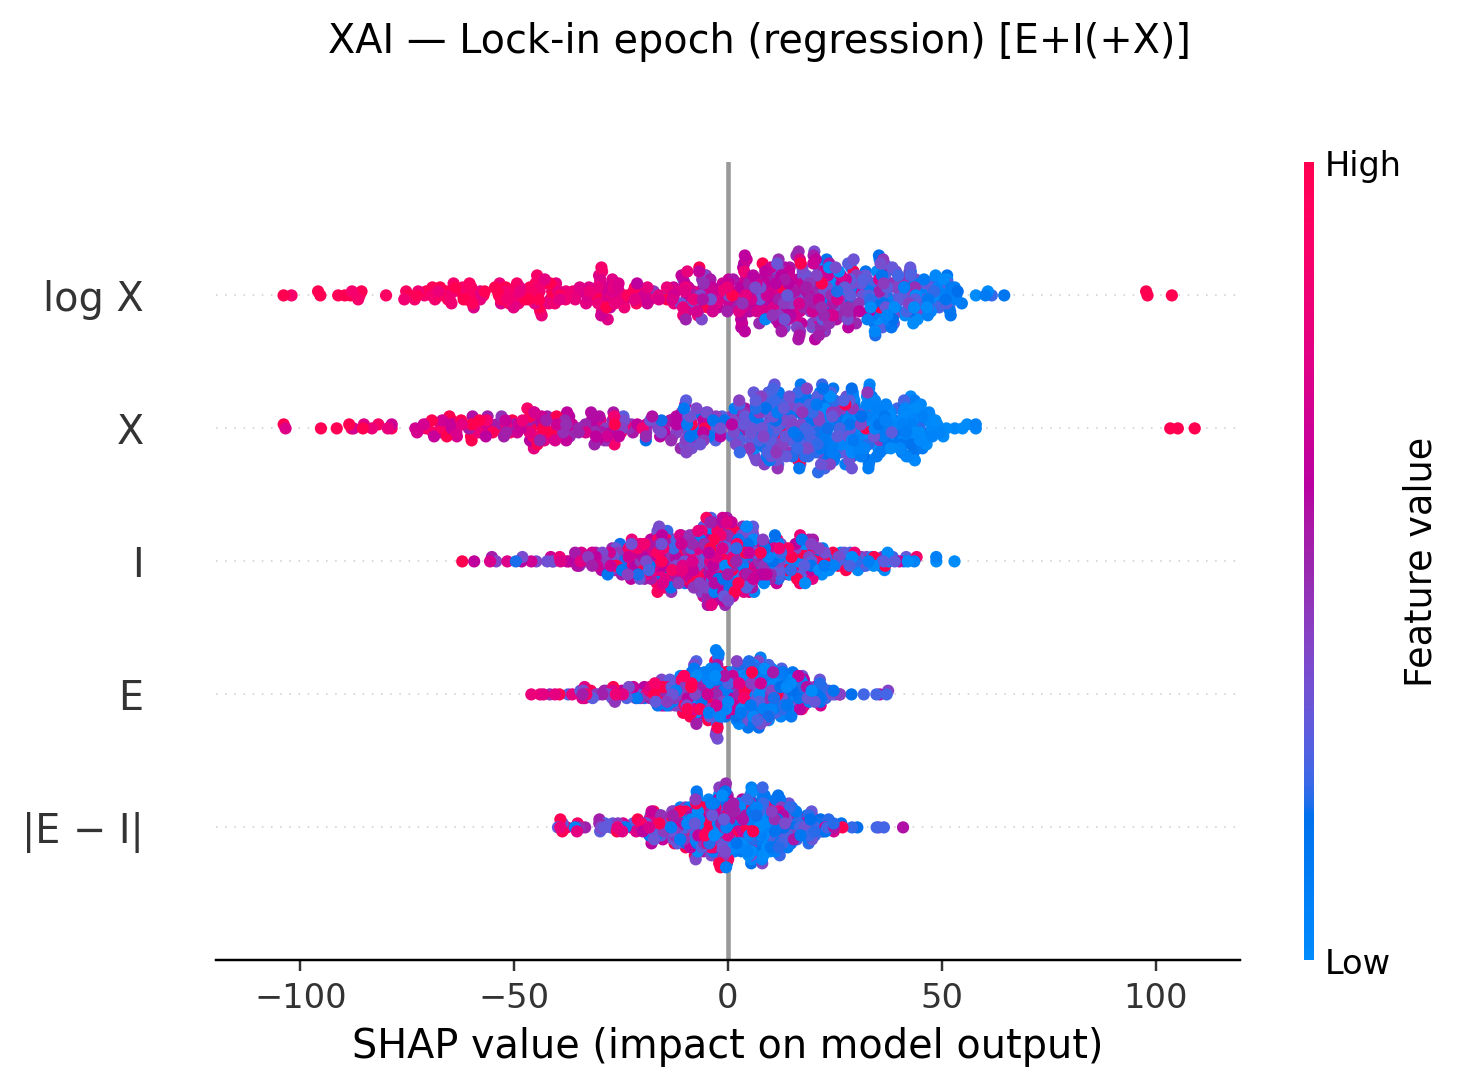 XAI — Lock-in epoch (regression) [E+I(+X)]
High
log X
X
I
E
|E − I|
Feature value
Low
−100
−50
0
50
100
SHAP value (impact on model output)